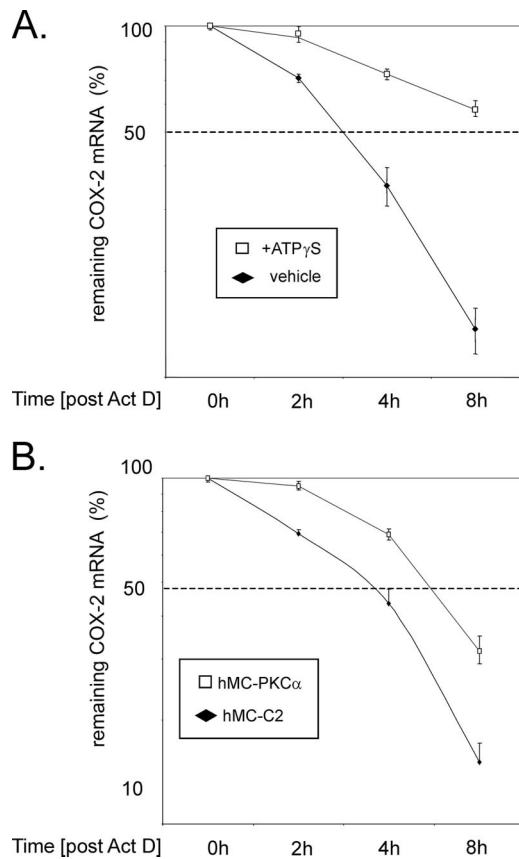 A.
100
50
remaining COX-2 mRNA (%)
+ATPγS
vehicle
Time [post Act D] 0h 2h 4h 8h
B.
100
50
10
remaining COX-2 mRNA (%)
hMC-PKCα
hMC-C2
Time [post Act D] 0h 2h 4h 8h